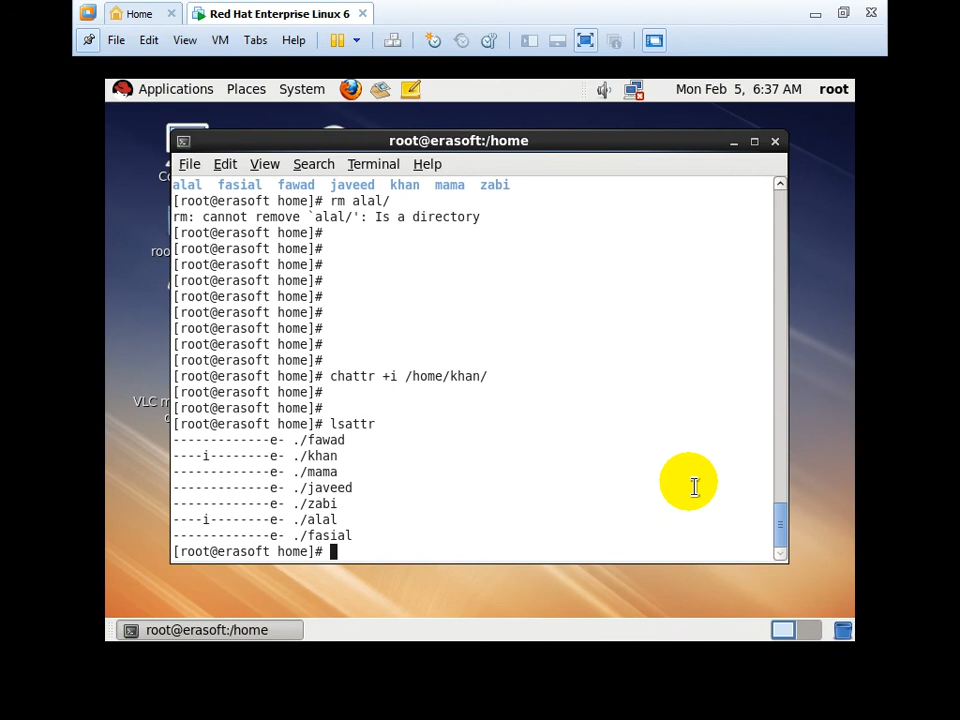 Home
Red Hat Enterprise Linux 6
File Edit View VM Tabs Help
Applications Places System Mon Feb 5, 6:37 AM root
root@erasoft:/home
File Edit View Search Terminal Help
alal fasial fawad javeed khan mama zabi
[root@erasoft home]# rm alal/
rm: cannot remove `alal/': Is a directory
[root@erasoft home]#
[root@erasoft home]#
[root@erasoft home]#
[root@erasoft home]#
[root@erasoft home]#
[root@erasoft home]#
[root@erasoft home]#
[root@erasoft home]#
[root@erasoft home]#
[root@erasoft home]# chattr +i /home/khan/
[root@erasoft home]#
[root@erasoft home]#
[root@erasoft home]# lsattr
-------------e- ./fawad
----i--------e- ./khan
-------------e- ./mama
-------------e- ./javeed
-------------e- ./zabi
----i--------e- ./alal
-------------e- ./fasial
[root@erasoft home]#
root@erasoft:/home